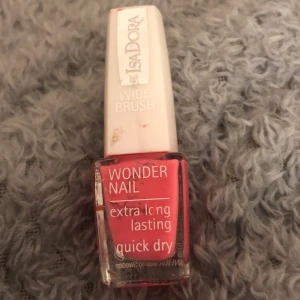 ISADORA
WIDE
BRUSH
WONDER
NAIL
extra long
lasting
quick dry